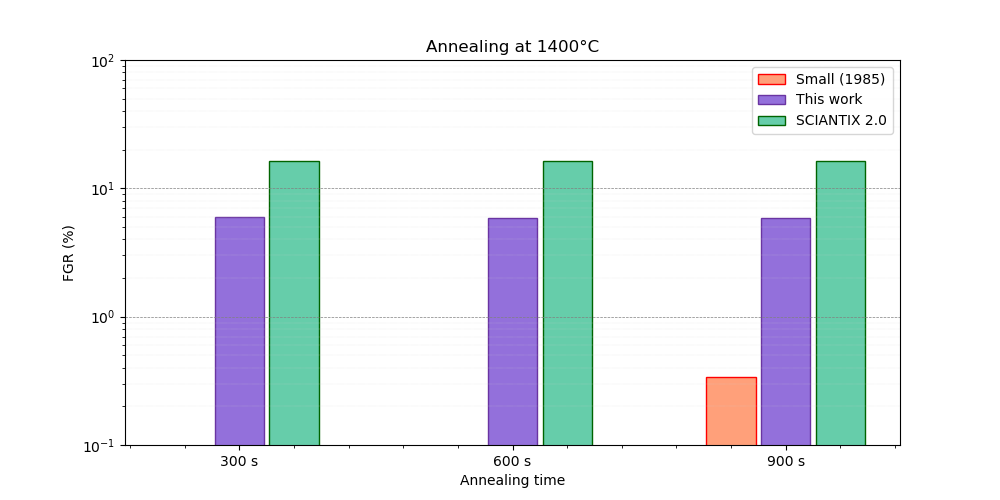 Annealing at 1400°C
Small (1985)
This work
SCIANTIX 2.0
FGR (%)
10²
10¹
10⁰
10⁻¹
300 s
600 s
900 s
Annealing time